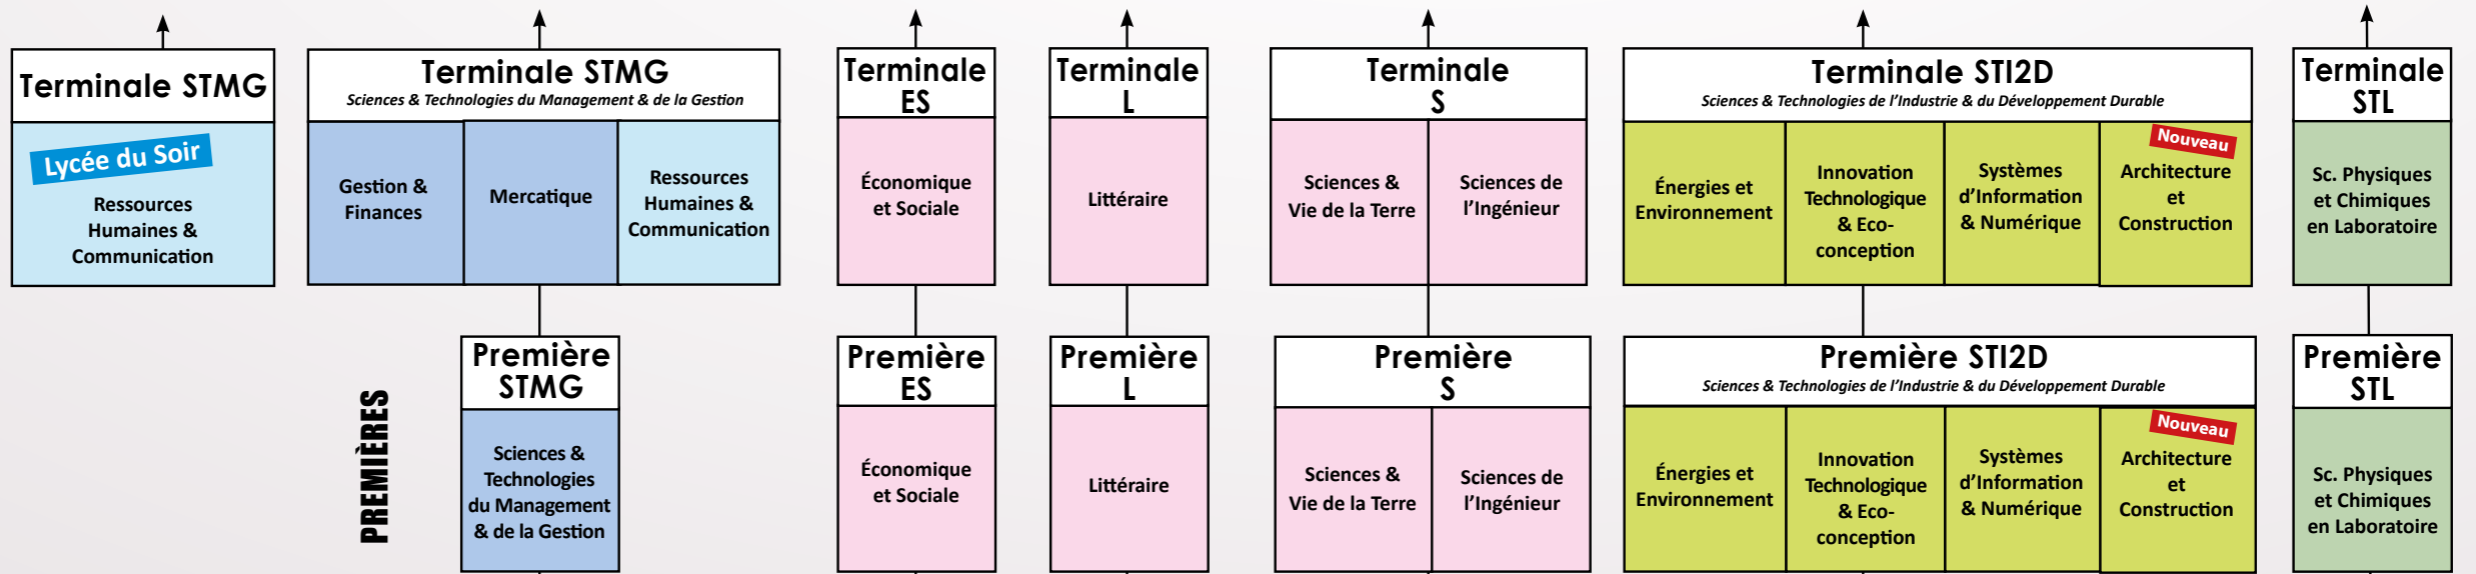 Terminale STMG
Lycée du Soir
Ressources
Humaines &
Communication
Terminale STMG
Sciences & Technologies du Management & de la Gestion
Gestion &
Finances
Mercatique
Ressources
Humaines &
Communication
Terminale
ES
Économique
et Sociale
Terminale
L
Littéraire
Terminale
S
Sciences &
Vie de la Terre
Sciences de
l'Ingénieur
Terminale STI2D
Sciences & Technologies de l'Industrie & du Développement Durable
Énergies et
Environnement
Innovation
Technologique
& Eco-
conception
Systèmes
d'Information
& Numérique
Nouveau
Architecture
et
Construction
Terminale
STL
Sc. Physiques
et Chimiques
en Laboratoire
PREMIÈRES
Première
STMG
Sciences &
Technologies
du Management
& de la Gestion
Première
ES
Économique
et Sociale
Première
L
Littéraire
Première
S
Sciences &
Vie de la Terre
Sciences de
l'Ingénieur
Première STI2D
Sciences & Technologies de l'Industrie & du Développement Durable
Énergies et
Environnement
Innovation
Technologique
& Eco-
conception
Systèmes
d'Information
& Numérique
Nouveau
Architecture
et
Construction
Première
STL
Sc. Physiques
et Chimiques
en Laboratoire